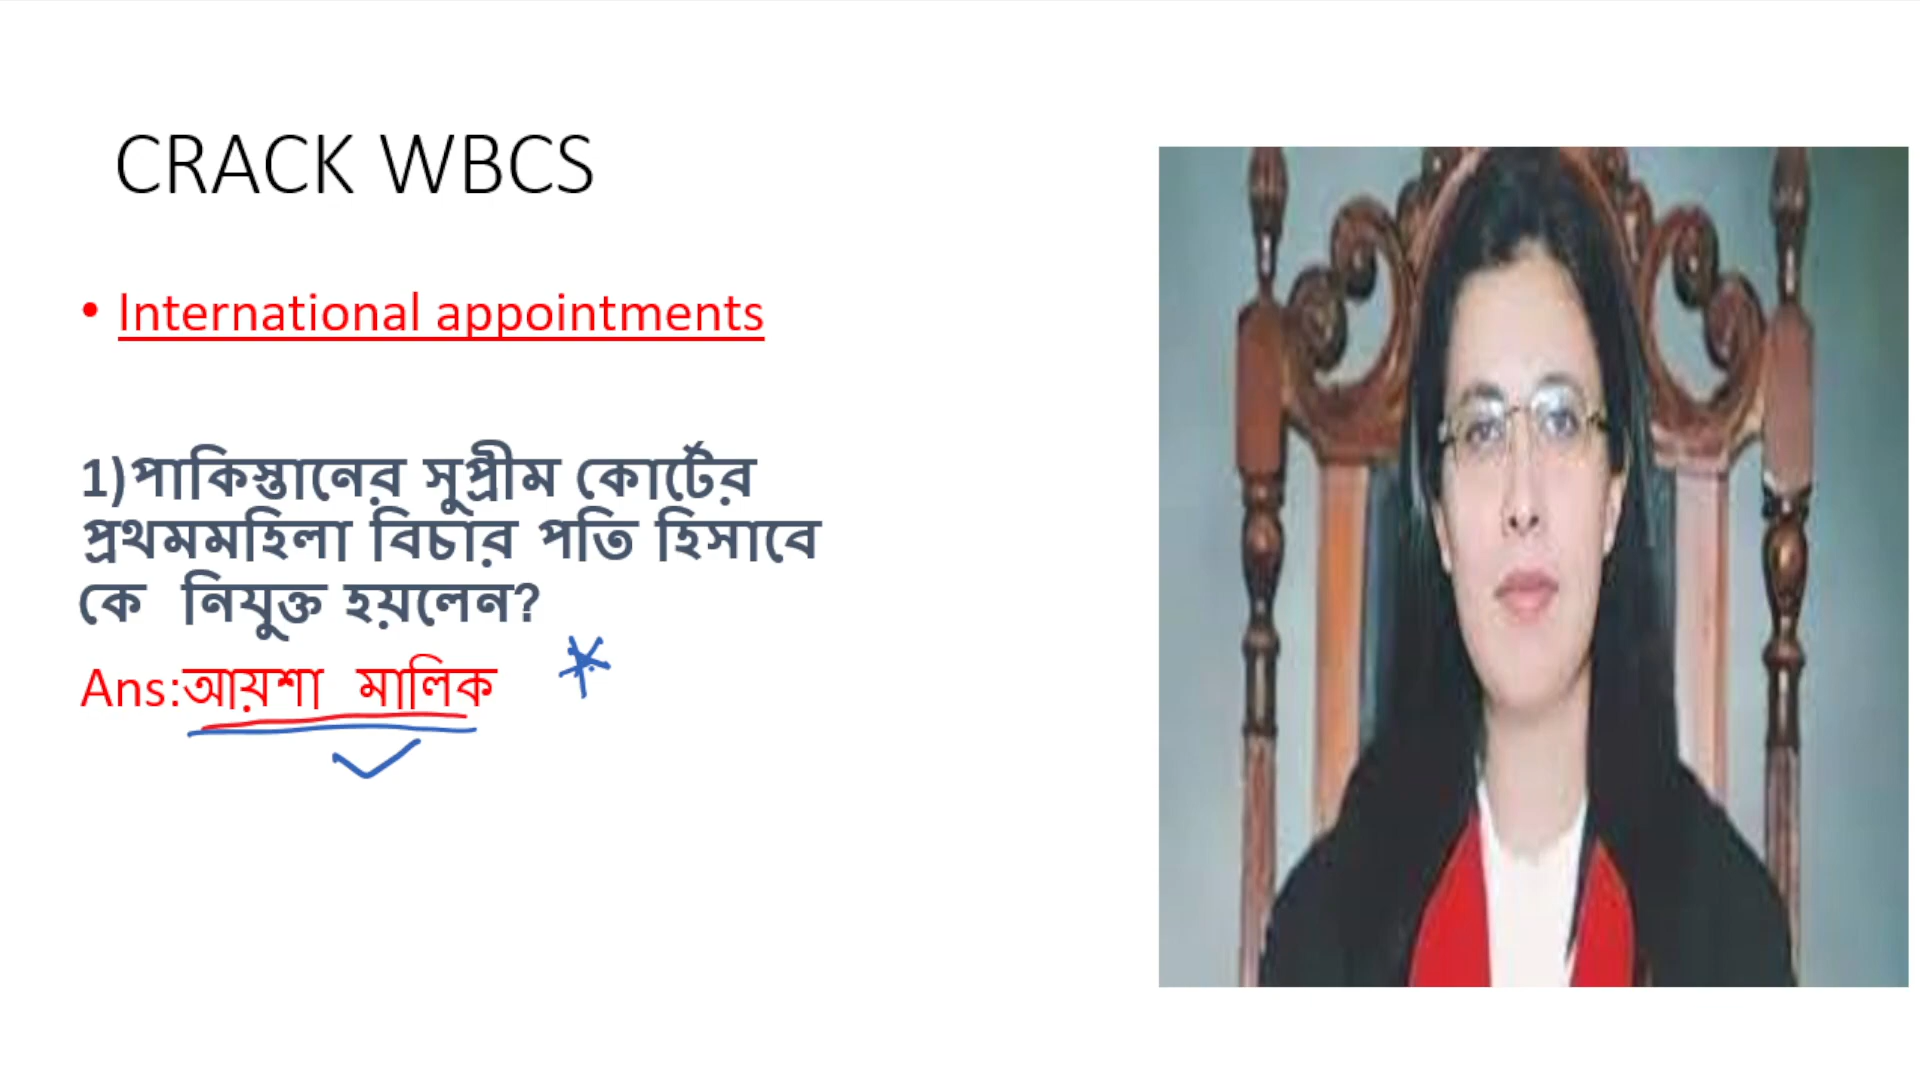 CRACK WBCS
• International appointments
1)পাকিস্তানের সুপ্রীম কোর্টের
প্রথমমহিলা বিচার পতি হিসাবে
কে নিযুক্ত হয়লেন?
Ans:আয়শা মালিক